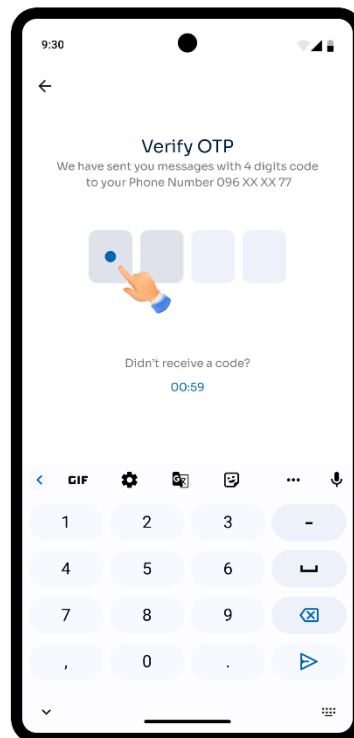 9:30
Verify OTP
We have sent you messages with 4 digits code
to your Phone Number 096 XX XX 77
Didn't receive a code?
00:59
GIF
1 2 3 -
4 5 6
7 8 9
, 0 .